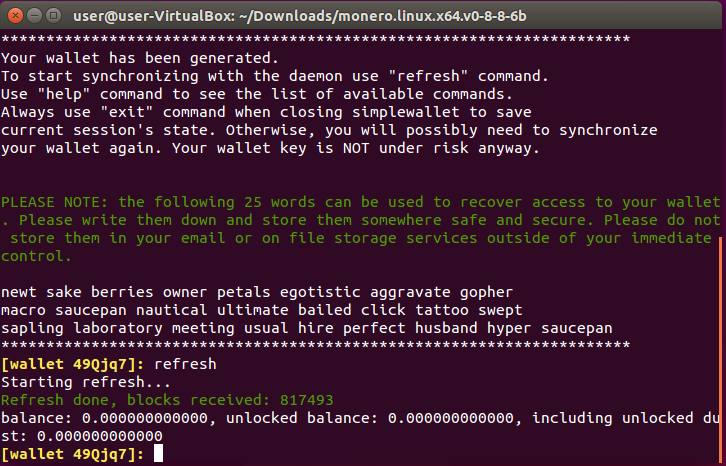 **********************************************************************
Your wallet has been generated.
To start synchronizing with the daemon use "refresh" command.
Use "help" command to see the list of available commands.
Always use "exit" command when closing simplewallet to save
current session's state. Otherwise, you will possibly need to synchronize
your wallet again. Your wallet key is NOT under risk anyway.
PLEASE NOTE: the following 25 words can be used to recover access to your wallet
. Please write them down and store them somewhere safe and secure. Please do not
 store them in your email or on file storage services outside of your immediate
control.
newt sake berries owner petals egotistic aggravate gopher
macro saucepan nautical ultimate bailed click tattoo swept
sapling laboratory meeting usual hire perfect husband hyper saucepan
**********************************************************************
[wallet 49Qjq7]: refresh
Starting refresh...
Refresh done, blocks received: 817493
balance: 0.000000000000, unlocked balance: 0.000000000000, including unlocked du
st: 0.000000000000
[wallet 49Qjq7]:
user@user-VirtualBox: ~/Downloads/monero.linux.x64.v0-8-8-6b